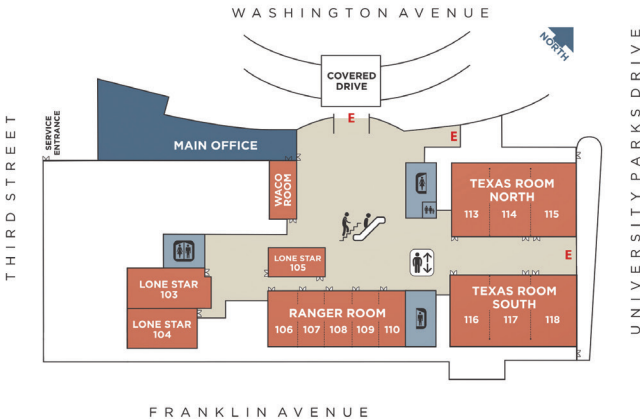 WASHINGTON AVENUE
NORTH
UNIVERSITY PARKS DRIVE
THIRD STREET
SERVICE
ENTRANCE
COVERED
DRIVE
E
E
MAIN OFFICE
WACO
ROOM
TEXAS ROOM
NORTH
113 114 115
E
LONE STAR
105
LONE STAR
103
LONE STAR
104
RANGER ROOM
106 107 108 109 110
TEXAS ROOM
SOUTH
116 117 118
FRANKLIN AVENUE